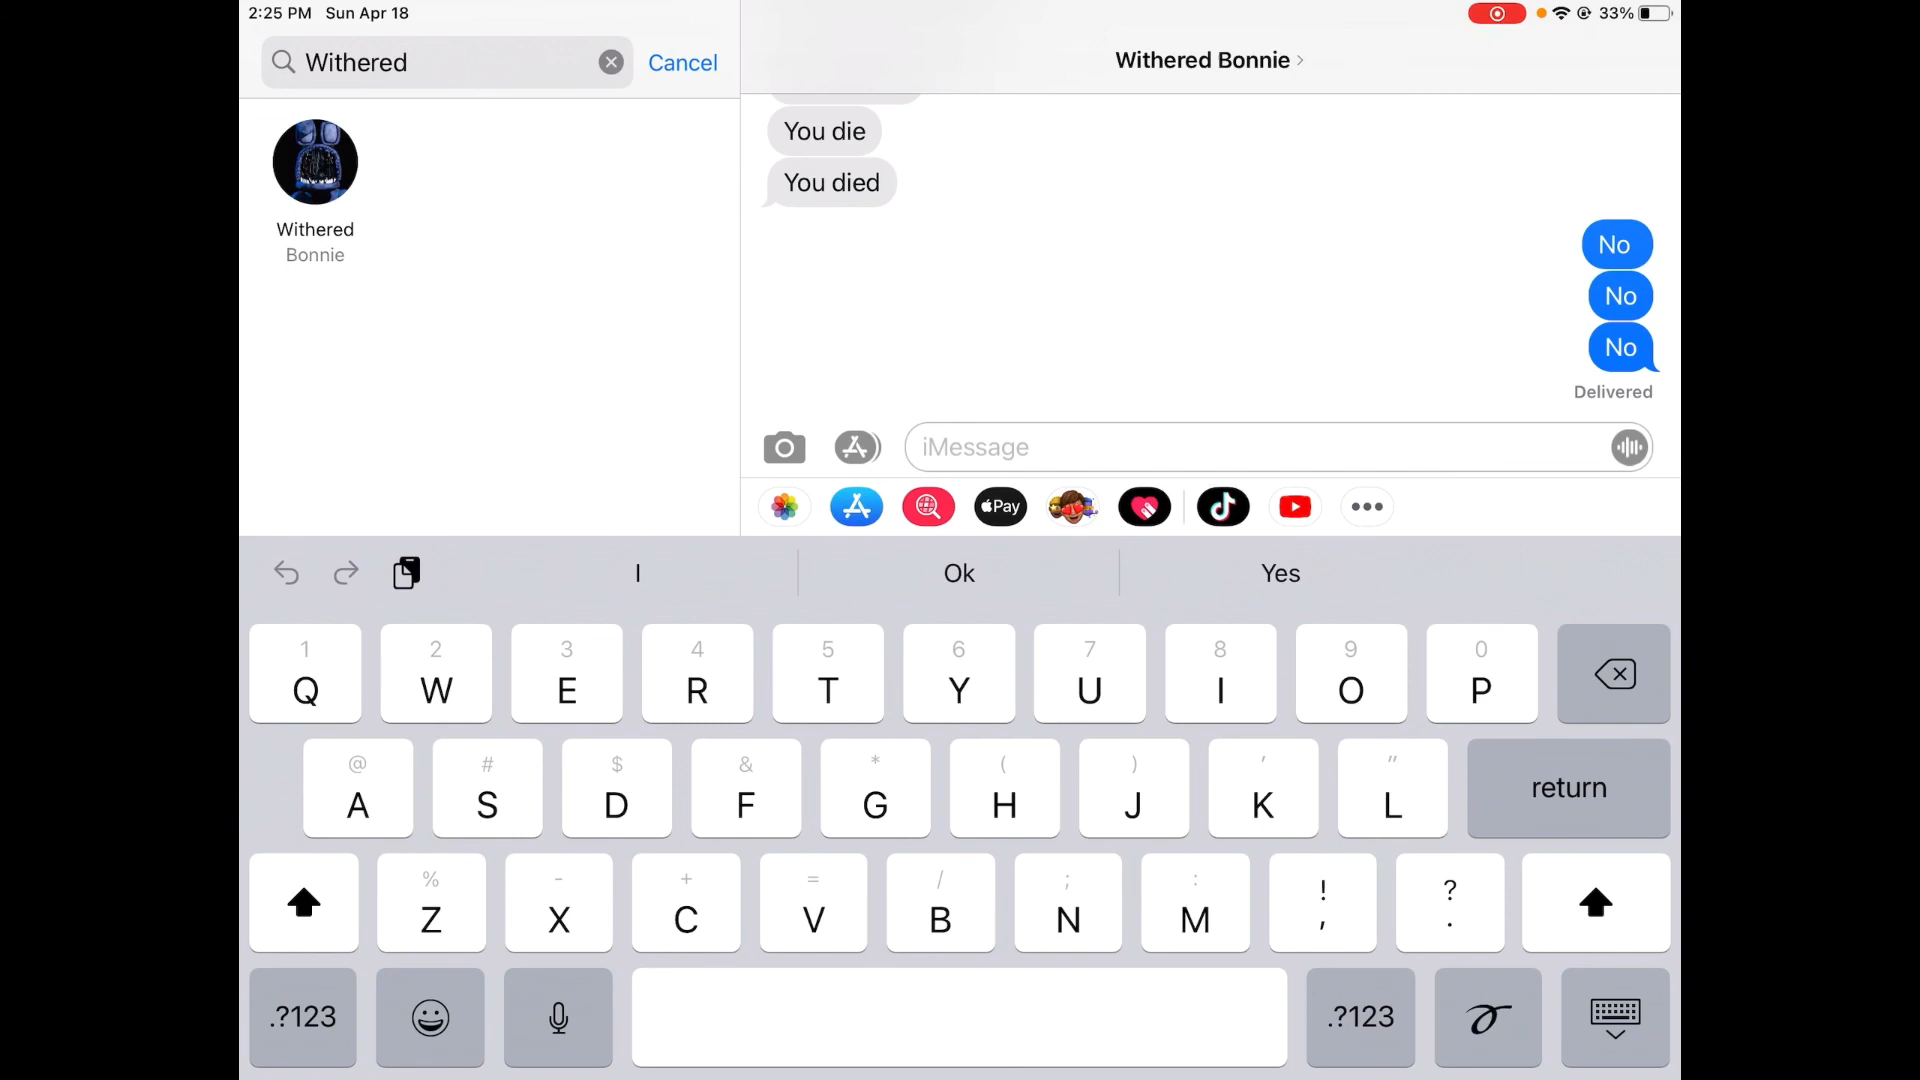 2:25 PM Sun Apr 18
33%
Withered
Cancel
Withered
Bonnie
Withered Bonnie
You die
You died
No
No
No
Delivered
iMessage
Pay
I
Ok
Yes
1 2 3 4 5 6 7 8 9 0
Q W E R T Y U I O P
@ # $ & * ( ) ' "
A S D F G H J K L
return
% - + = / ; : ! ?
Z X C V B N M , .
.?123
.?123